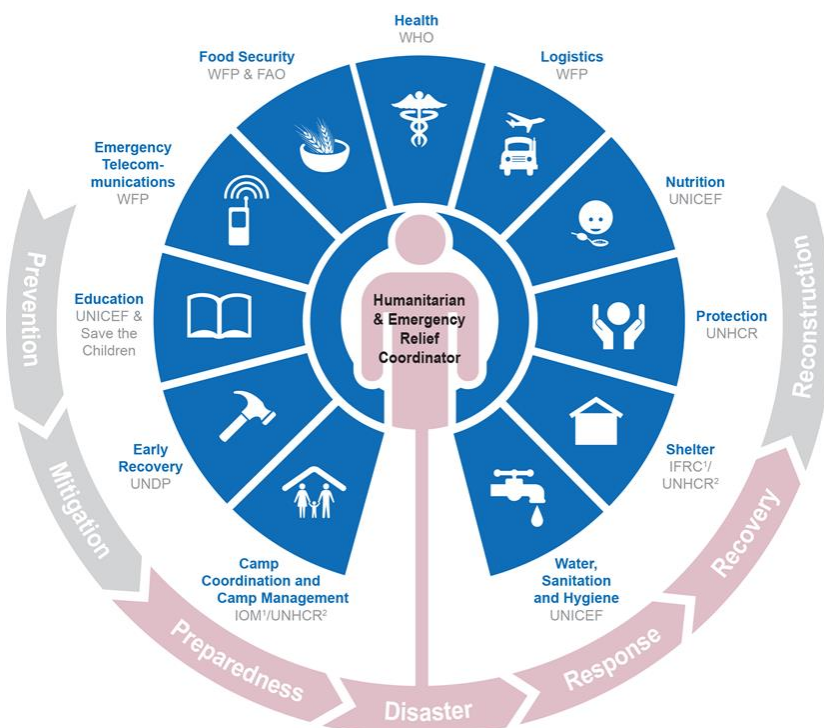 Health
WHO
Logistics
WFP
Nutrition
UNICEF
Protection
UNHCR
Shelter
IFRC¹/
UNHCR²
Water,
Sanitation
and Hygiene
UNICEF
Camp
Coordination and
Camp Management
IOM¹/UNHCR²
Early
Recovery
UNDP
Education
UNICEF &
Save the
Children
Emergency
Telecom-
munications
WFP
Food Security
WFP & FAO
Humanitarian
& Emergency
Relief
Coordinator
Prevention
Mitigation
Preparedness
Disaster
Response
Recovery
Reconstruction